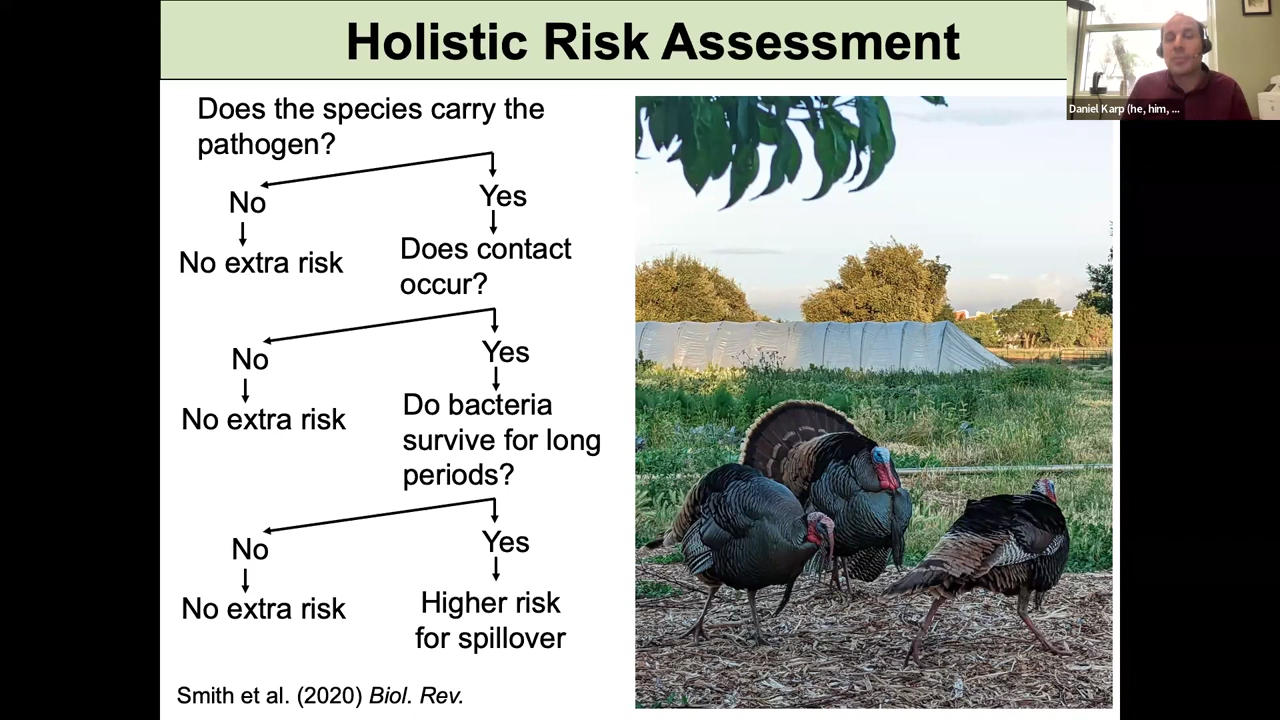 Holistic Risk Assessment
Daniel Karp (he, him, ...
Does the species carry the
pathogen?
No
Yes
No extra risk
Does contact
occur?
No
Yes
No extra risk
Do bacteria
survive for long
periods?
No
Yes
No extra risk
Higher risk
for spillover
Smith et al. (2020) Biol. Rev.